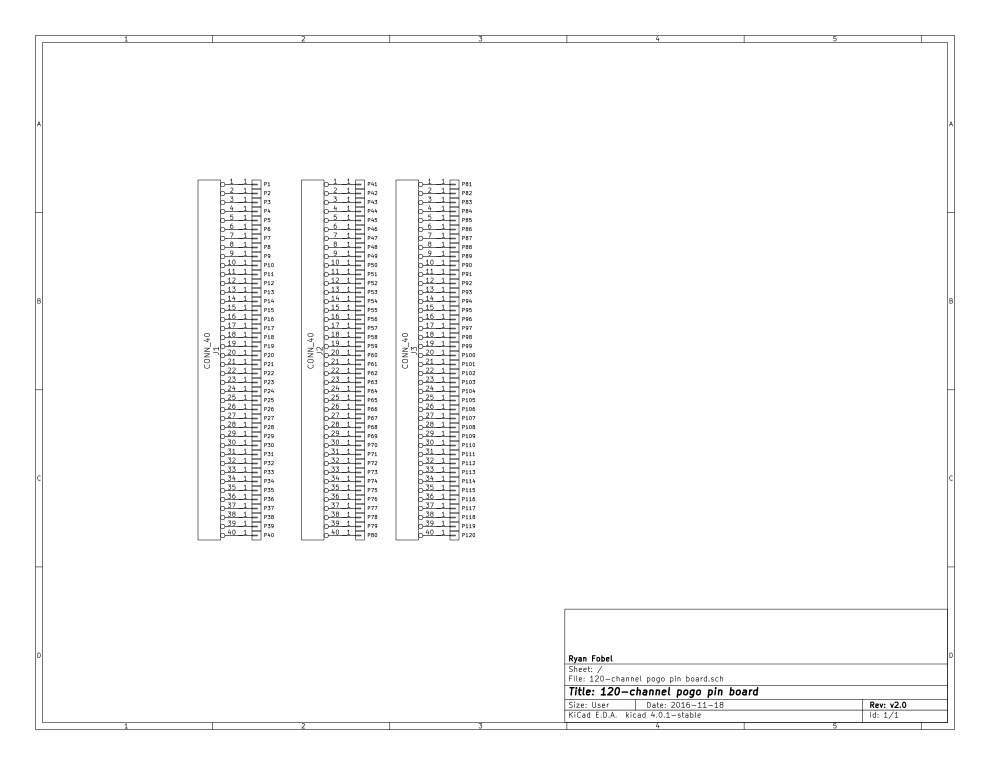 1 2 3 4 5
A A
1 1 P1 1 1 P41 1 1 P81
2 1 P2 2 1 P42 2 1 P82
3 1 P3 3 1 P43 3 1 P83
4 1 P4 4 1 P44 4 1 P84
5 1 P5 5 1 P45 5 1 P85
6 1 P6 6 1 P46 6 1 P86
7 1 P7 7 1 P47 7 1 P87
8 1 P8 8 1 P48 8 1 P88
9 1 P9 9 1 P49 9 1 P89
10 1 P10 10 1 P50 10 1 P90
11 1 P11 11 1 P51 11 1 P91
12 1 P12 12 1 P52 12 1 P92
13 1 P13 13 1 P53 13 1 P93
14 1 P14 14 1 P54 14 1 P94
B B
15 1 P15 15 1 P55 15 1 P95
16 1 P16 16 1 P56 16 1 P96
17 1 P17 17 1 P57 17 1 P97
18 1 P18 18 1 P58 18 1 P98
19 1 P19 19 1 P59 19 1 P99
CONN_40 J1 CONN_40 J2 CONN_40 J3
20 1 P20 20 1 P60 20 1 P100
21 1 P21 21 1 P61 21 1 P101
22 1 P22 22 1 P62 22 1 P102
23 1 P23 23 1 P63 23 1 P103
24 1 P24 24 1 P64 24 1 P104
25 1 P25 25 1 P65 25 1 P105
26 1 P26 26 1 P66 26 1 P106
27 1 P27 27 1 P67 27 1 P107
28 1 P28 28 1 P68 28 1 P108
29 1 P29 29 1 P69 29 1 P109
30 1 P30 30 1 P70 30 1 P110
31 1 P31 31 1 P71 31 1 P111
32 1 P32 32 1 P72 32 1 P112
33 1 P33 33 1 P73 33 1 P113
C C
34 1 P34 34 1 P74 34 1 P114
35 1 P35 35 1 P75 35 1 P115
36 1 P36 36 1 P76 36 1 P116
37 1 P37 37 1 P77 37 1 P117
38 1 P38 38 1 P78 38 1 P118
39 1 P39 39 1 P79 39 1 P119
40 1 P40 40 1 P80 40 1 P120
D D
Ryan Fobel
Sheet: /
File: 120-channel pogo pin board.sch
Title: 120-channel pogo pin board
Size: User Date: 2016-11-18 Rev: v2.0
KiCad E.D.A. kicad 4.0.1-stable Id: 1/1
1 2 3 4 5